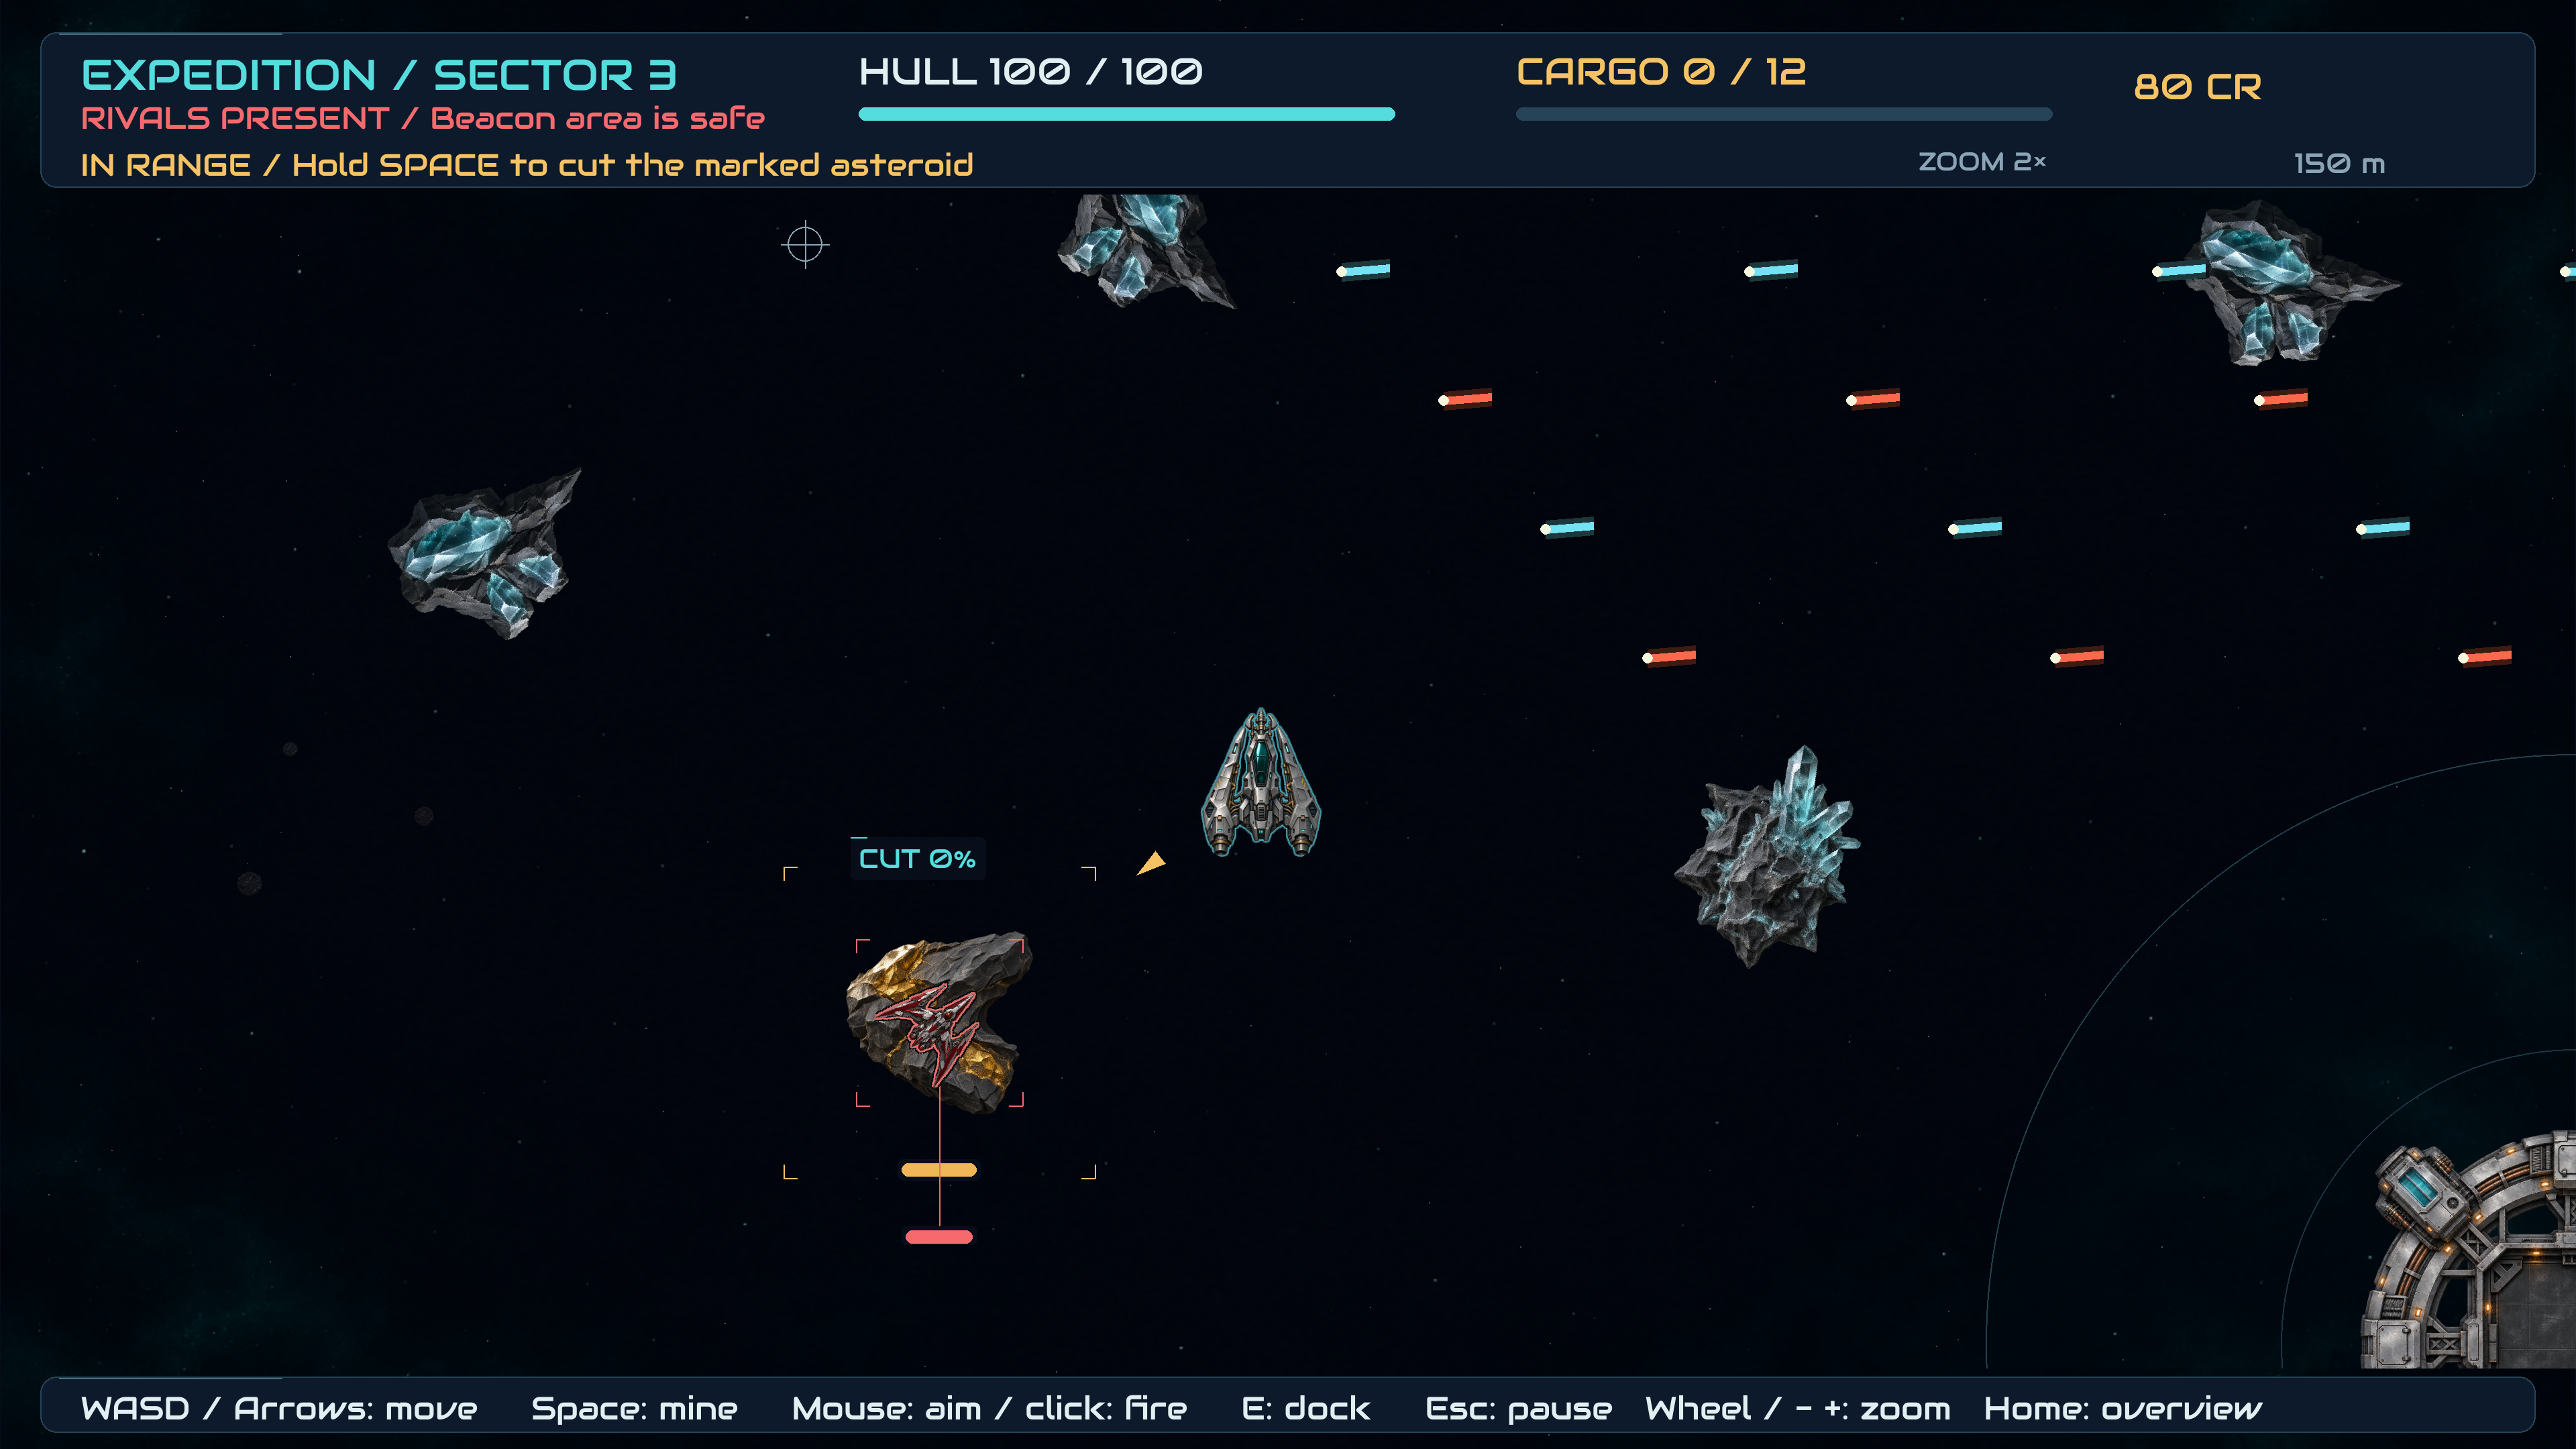 EXPEDITION / SECTOR 3
HULL 100 / 100
CARGO 0 / 12
80 CR
RIVALS PRESENT / Beacon area is safe
IN RANGE / Hold SPACE to cut the marked asteroid
ZOOM 2×
150 m
CUT 0%
WASD / Arrows: move
Space: mine
Mouse: aim / click: fire
E: dock
Esc: pause
Wheel / - +: zoom
Home: overview